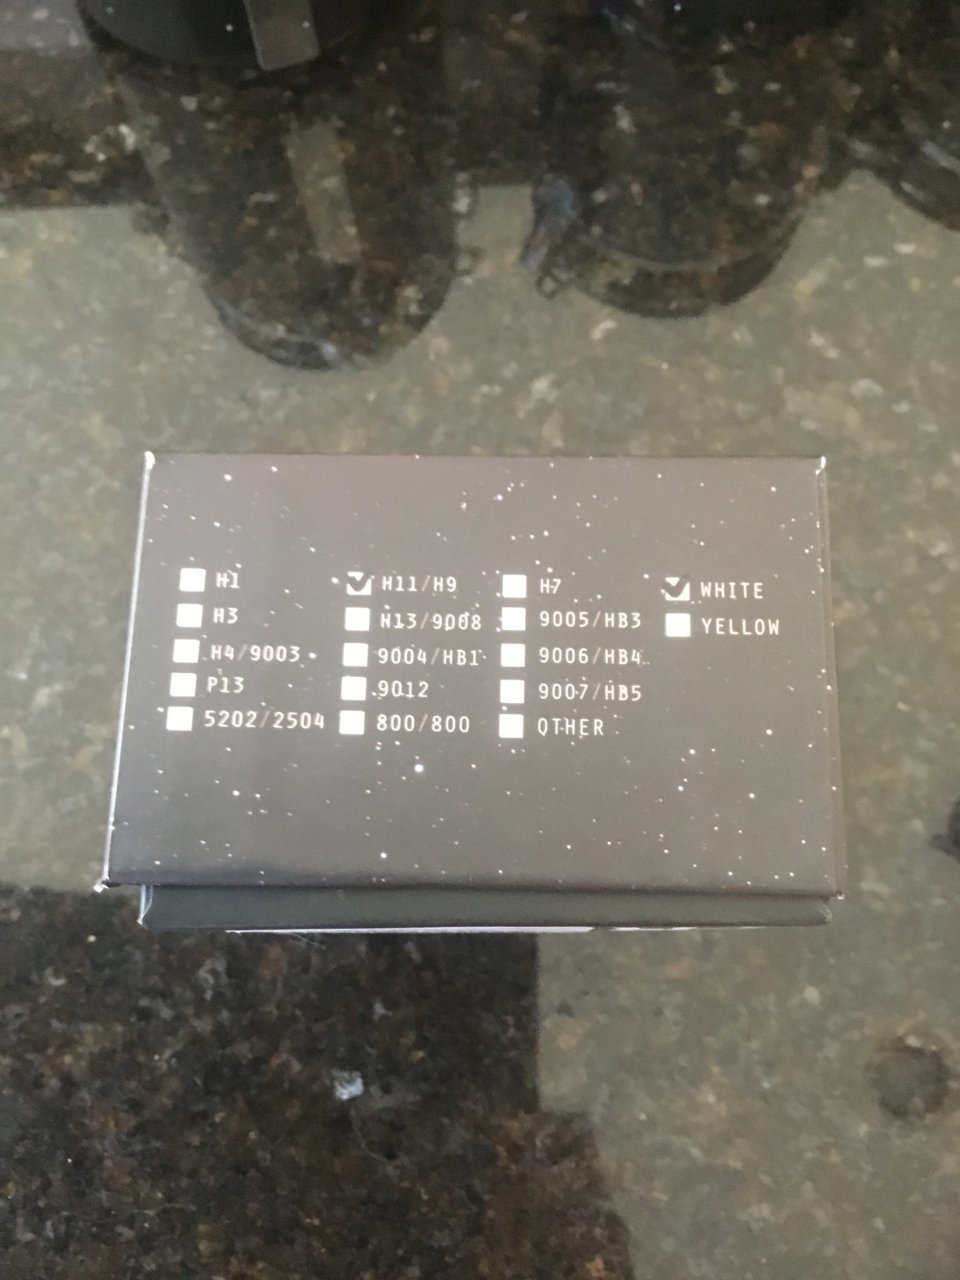 H1 H11/H9 H7 WHITE
H3 H13/9008 9005/HB3 YELLOW
H4/9003 9004/HB1 9006/HB4
P13 9012 9007/HB5
5202/2504 800/800 OTHER